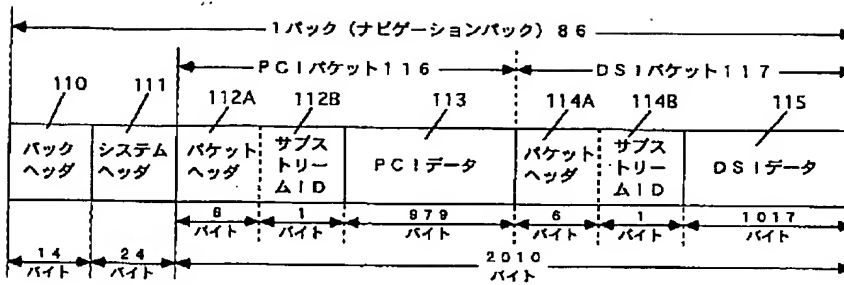 1パック（ナビゲーションパック）86
PCIパケット116
DSIパケット117
110
111
112A
112B
113
114A
114B
115
パック
ヘッダ
システム
ヘッダ
パケット
ヘッダ
サブス
トリー
ムID
PCIデータ
パケット
ヘッダ
サブス
トリー
ムID
DSIデータ
6
バイト
1
バイト
979
バイト
6
バイト
1
バイト
1017
バイト
14
バイト
24
バイト
2010
バイト